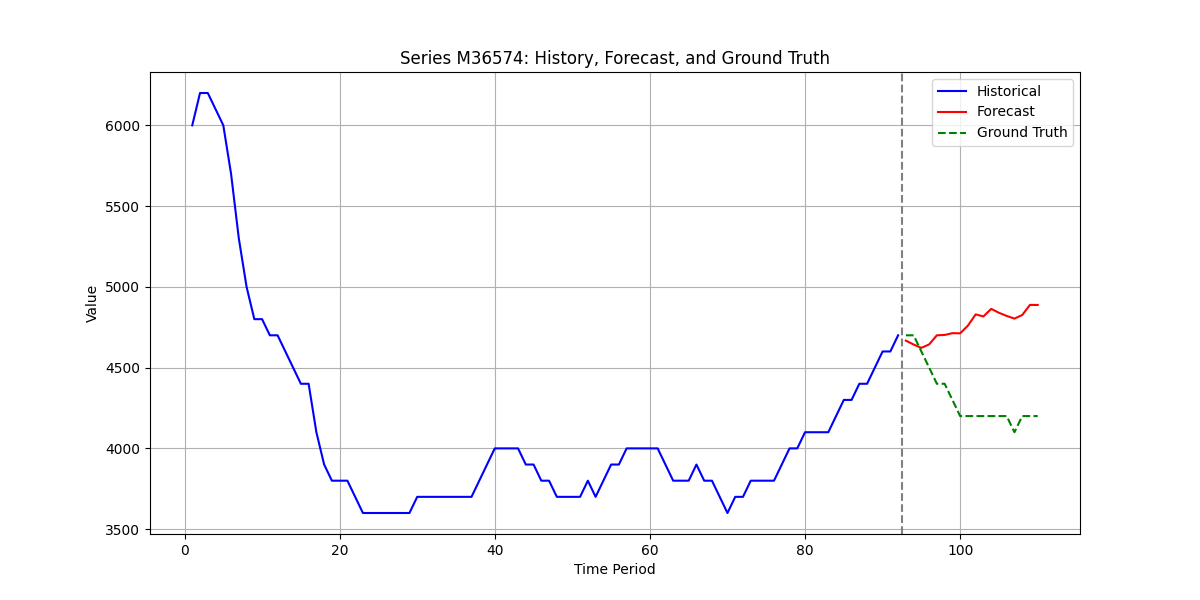 Series M36574: History, Forecast, and Ground Truth
Historical
Forecast
Ground Truth
Value
6000
5500
5000
4500
4000
3500
0 20 40 60 80 100
Time Period